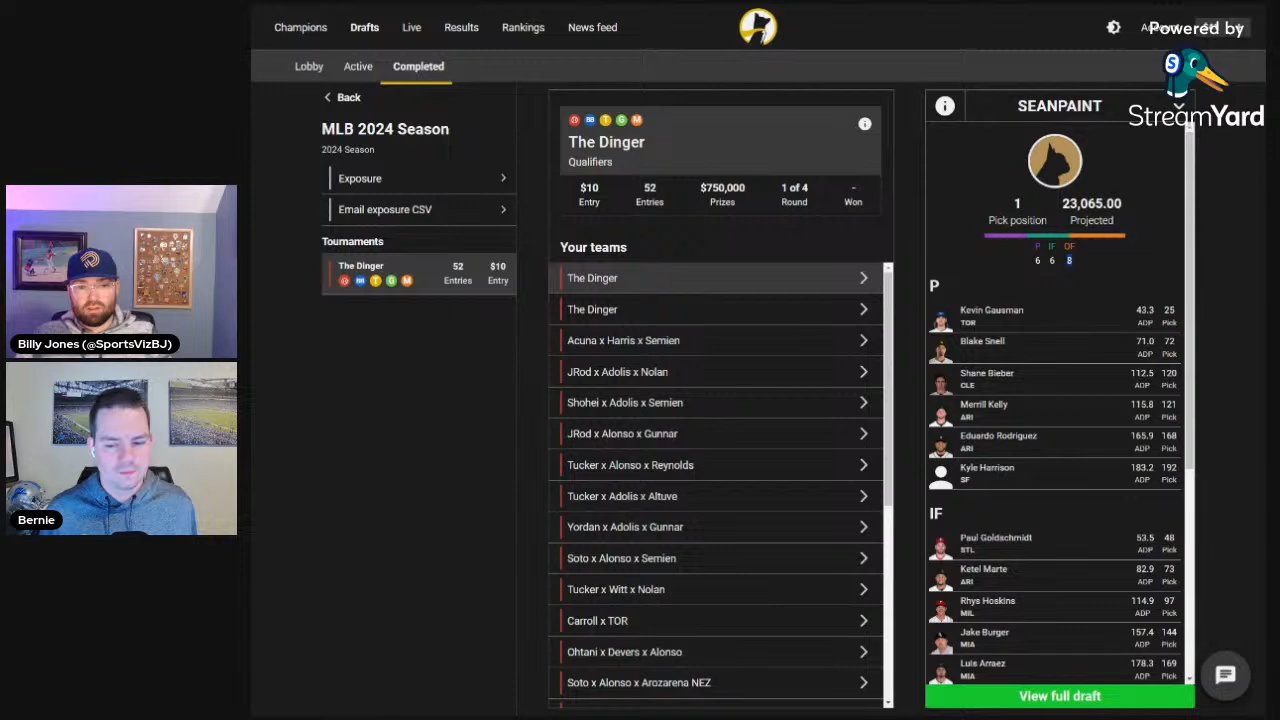 Champions
Drafts
Live
Results
Rankings
News feed
Powered by
StreamYard
Lobby
Active
Completed
Back
MLB 2024 Season
2024 Season
Exposure
Email exposure CSV
Tournaments
The Dinger
52 $10
Entries Entry
The Dinger
Qualifiers
$10 52 $750,000 1 of 4 -
Entry Entries Prizes Round Won
Your teams
The Dinger
The Dinger
Acuna x Harris x Semien
JRod x Adolis x Nolan
Shohei x Adolis x Semien
JRod x Alonso x Gunnar
Tucker x Alonso x Reynolds
Tucker x Adolis x Altuve
Yordan x Adolis x Gunnar
Soto x Alonso x Semien
Tucker x Witt x Nolan
Carroll x TOR
Ohtani x Devers x Alonso
Soto x Alonso x Arozarena NEZ
SEANPAINT
1 23,065.00
Pick position Projected
P IF OF
6 6 8
P
Kevin Gausman 43.3 25
TOR ADP Pick
Blake Snell 71.0 72
ADP Pick
Shane Bieber 112.5 120
CLE ADP Pick
Merrill Kelly 115.8 121
ARI ADP Pick
Eduardo Rodriguez 165.9 168
ARI ADP Pick
Kyle Harrison 183.2 192
SF ADP Pick
IF
Paul Goldschmidt 53.5 48
STL ADP Pick
Ketel Marte 82.9 73
ARI ADP Pick
Rhys Hoskins 114.9 97
MIL ADP Pick
Jake Burger 157.4 144
MIA ADP Pick
Luis Arraez 178.3 169
MIA ADP Pick
View full draft
Billy Jones (@SportsVizBJ)
Bernie